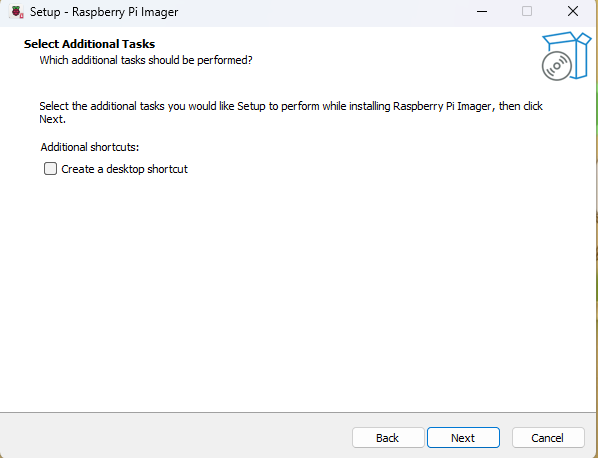 Setup - Raspberry Pi Imager
Select Additional Tasks
Which additional tasks should be performed?
Select the additional tasks you would like Setup to perform while installing Raspberry Pi Imager, then click
Next.
Additional shortcuts:
Create a desktop shortcut
Back
Next
Cancel